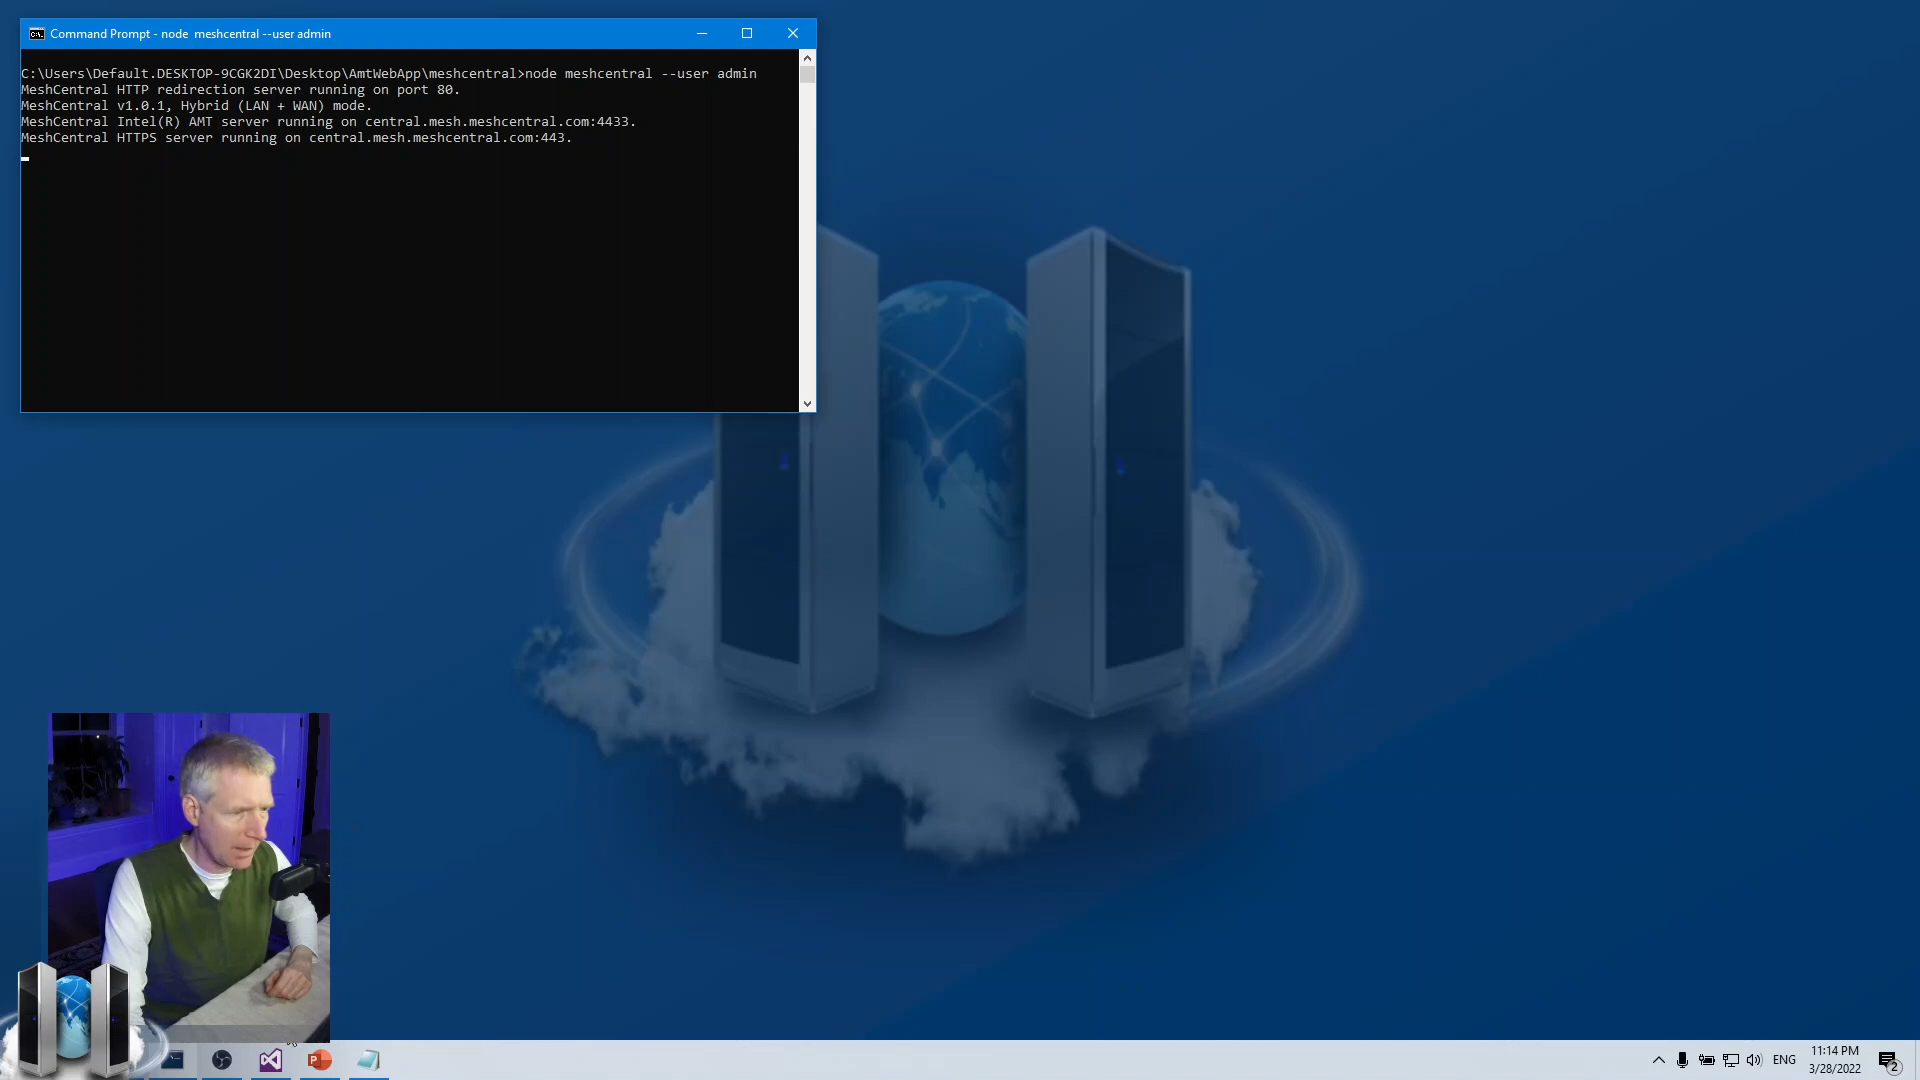 Command Prompt - node  meshcentral --user admin
C:\Users\Default.DESKTOP-9CGK2DI\Desktop\AmtWebApp\meshcentral>node meshcentral --user admin
MeshCentral HTTP redirection server running on port 80.
MeshCentral v1.0.1, Hybrid (LAN + WAN) mode.
MeshCentral Intel(R) AMT server running on central.mesh.meshcentral.com:4433.
MeshCentral HTTPS server running on central.mesh.meshcentral.com:443.
ENG
11:14 PM
3/28/2022
2